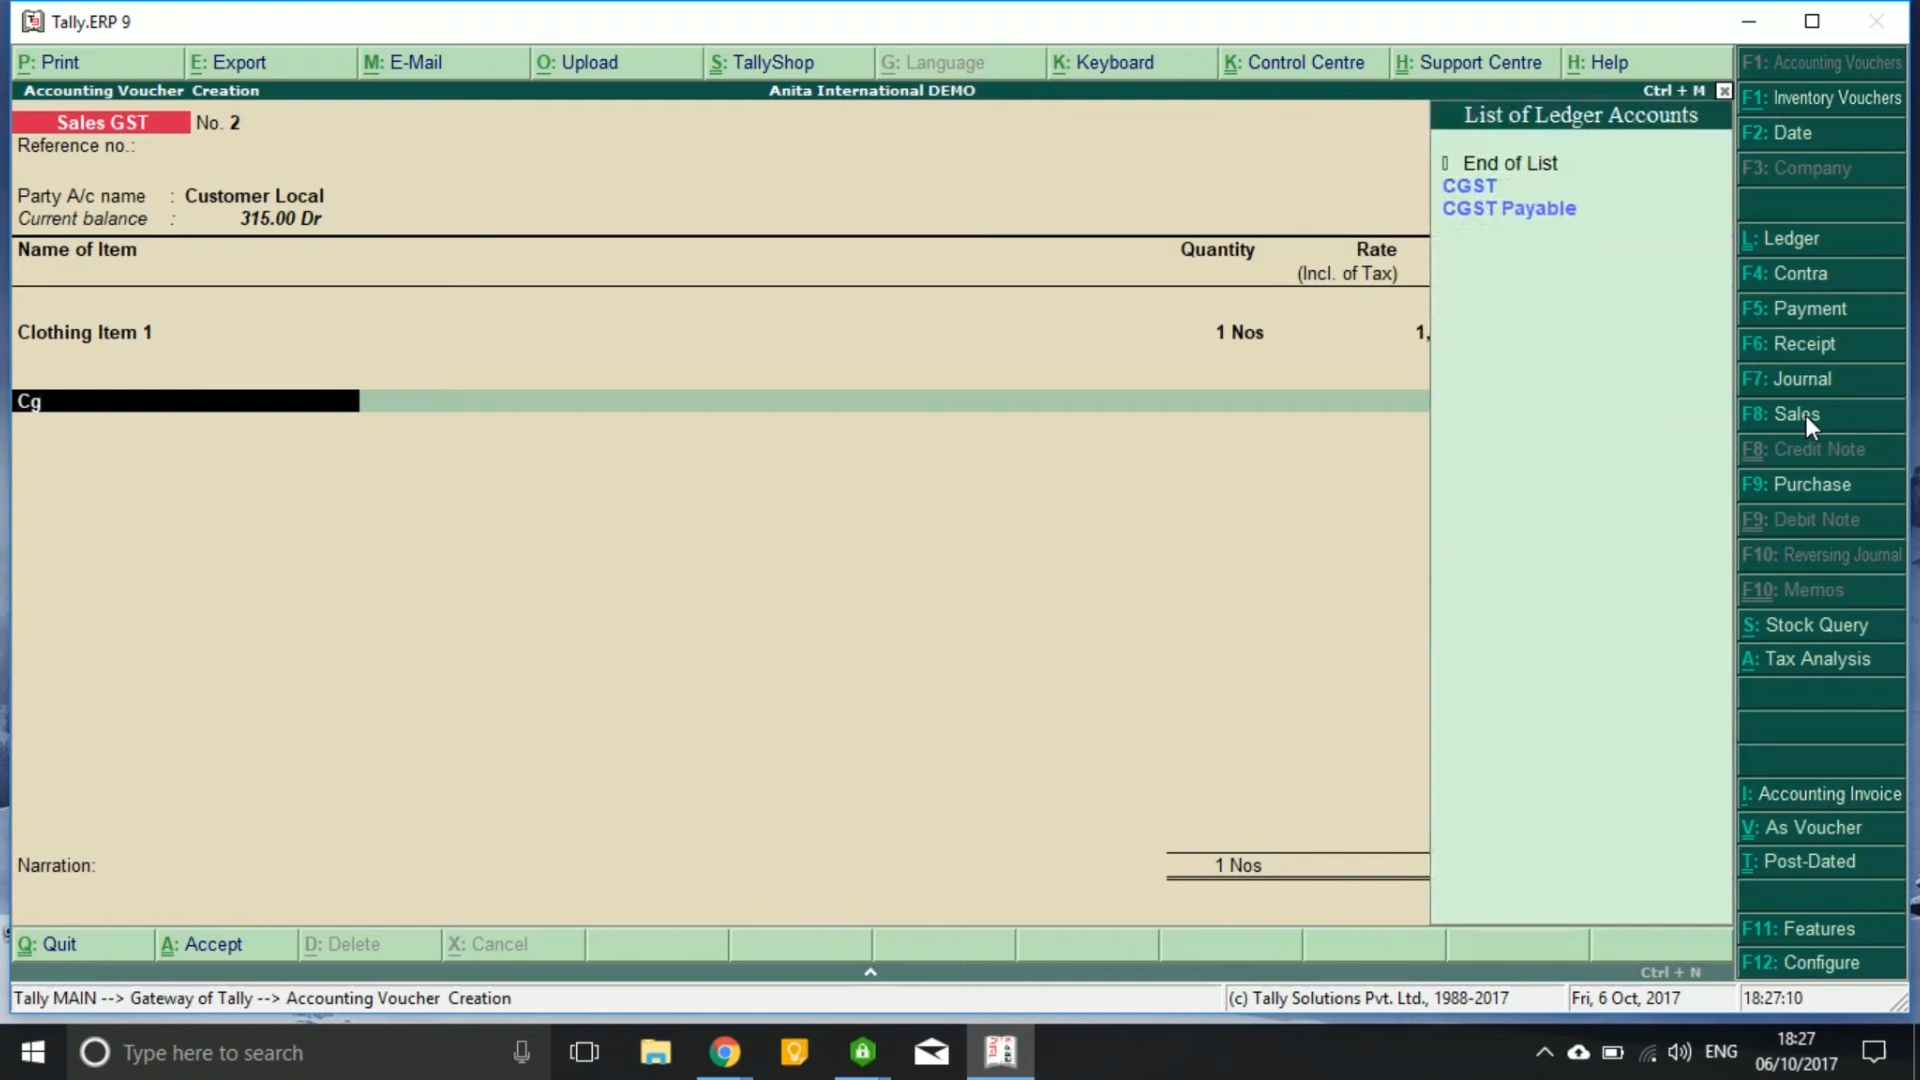 Tally.ERP 9
P: Print E: Export M: E-Mail O: Upload S: TallyShop G: Language K: Keyboard K: Control Centre H: Support Centre H: Help
Accounting Voucher Creation Anita International DEMO Ctrl + M
Sales GST No. 2
Reference no.:
Party A/c name : Customer Local
Current balance : 315.00 Dr
Name of Item Quantity Rate
(Incl. of Tax)
Clothing Item 1 1 Nos 1,
Cg
Narration: 1 Nos
List of Ledger Accounts
End of List
CGST
CGST Payable
F1: Accounting Vouchers
F1: Inventory Vouchers
F2: Date
F3: Company
L: Ledger
F4: Contra
F5: Payment
F6: Receipt
F7: Journal
F8: Sales
F8: Credit Note
F9: Purchase
F9: Debit Note
F10: Reversing Journal
F10: Memos
S: Stock Query
A: Tax Analysis
I: Accounting Invoice
V: As Voucher
T: Post-Dated
F11: Features
F12: Configure
Q: Quit A: Accept D: Delete X: Cancel
Ctrl + N
Tally MAIN --> Gateway of Tally --> Accounting Voucher Creation (c) Tally Solutions Pvt. Ltd., 1988-2017 Fri, 6 Oct, 2017 18:27:10
Type here to search ENG 18:27
06/10/2017